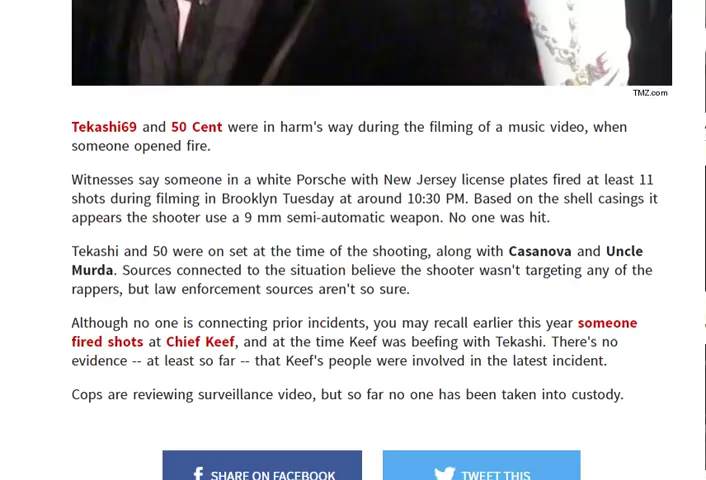 TMZ.com
Tekashi69 and 50 Cent were in harm's way during the filming of a music video, when
someone opened fire.
Witnesses say someone in a white Porsche with New Jersey license plates fired at least 11
shots during filming in Brooklyn Tuesday at around 10:30 PM. Based on the shell casings it
appears the shooter use a 9 mm semi-automatic weapon. No one was hit.
Tekashi and 50 were on set at the time of the shooting, along with Casanova and Uncle
Murda. Sources connected to the situation believe the shooter wasn't targeting any of the
rappers, but law enforcement sources aren't so sure.
Although no one is connecting prior incidents, you may recall earlier this year someone
fired shots at Chief Keef, and at the time Keef was beefing with Tekashi. There's no
evidence -- at least so far -- that Keef's people were involved in the latest incident.
Cops are reviewing surveillance video, but so far no one has been taken into custody.
SHARE ON FACEBOOK
TWEET THIS